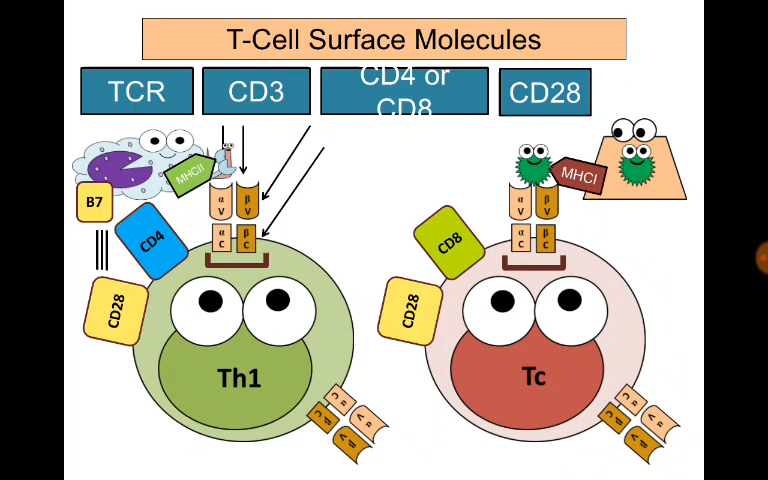 T-Cell Surface Molecules
TCR
CD3
CD4 or
CD8
CD28
MHCII
B7
CD4
CD28
α
V
β
V
α
C
β
C
Th1
C
α
C
β
V
α
V
β
MHCI
CD8
CD28
α
V
β
V
α
C
β
C
Tc
C
α
C
β
V
α
V
β